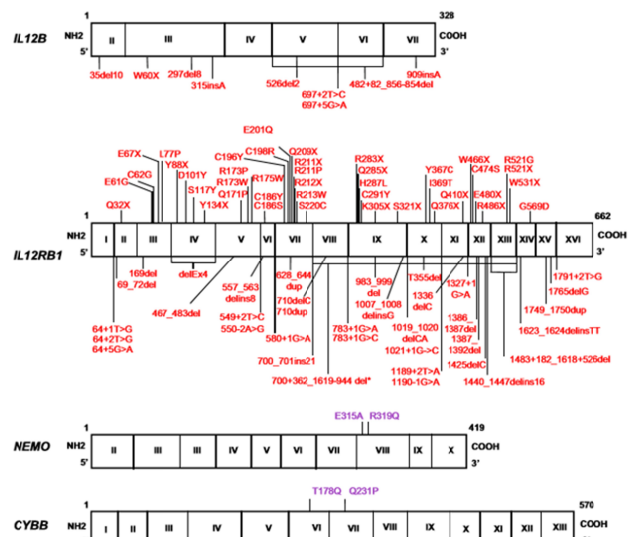 1 328
IL12B NH2 II III IV V VI VII COOH
5' 3'
35del10 W60X 297del8 315insA 526del2 697+2T>C 697+5G>A 482+82_856-854del 909insA
E201Q
E67X L77P C196Y C198R Q209X R283X Y367C W466X R521G
Y88X R211X Q285X C474S R521X
C62G D101Y R173P R175W R211P H287L I369T W531X
E61G S117Y R173W C186Y R212X C291Y Q410X E480X
Q32X Y134X Q171P C186S R213W K305X S321X Q376X R486X G569D
S220C
1 662
IL12RB1 NH2 I II III IV V VI VII VIII IX X XI XII XIII XIV XV XVI COOH
5' 3'
64+1T>G
64+2T>G
64+5G>A
69_72del
169del
delEx4
467_483del
557_563
delins8
549+2T>C
550-2A>G
580+1G>A
628_644
dup
710delC
710dup
700_701ins21
700+362_1619-944 del*
783+1G>A
783+1G>C
983_999
del
1007_1008
delinsG
1019_1020
delCA
1021+1G->C
T355del
1336
delC
1189+2T>A
1190-1G>A
1327+1
G>A
1386_
1387del
1387_
1392del
1425delC
1440_1447delins16
1483+182_1618+526del
1623_1624delinsTT
1749_1750dup
1765delG
1791+2T>G
E315A R319Q
1 419
NEMO NH2 II III III IV V VI VII VIII IX X COOH
5' 3'
T178Q Q231P
1 570
CYBB NH2 I II III IV V VI VII VIII IX X XI XII XIII COOH